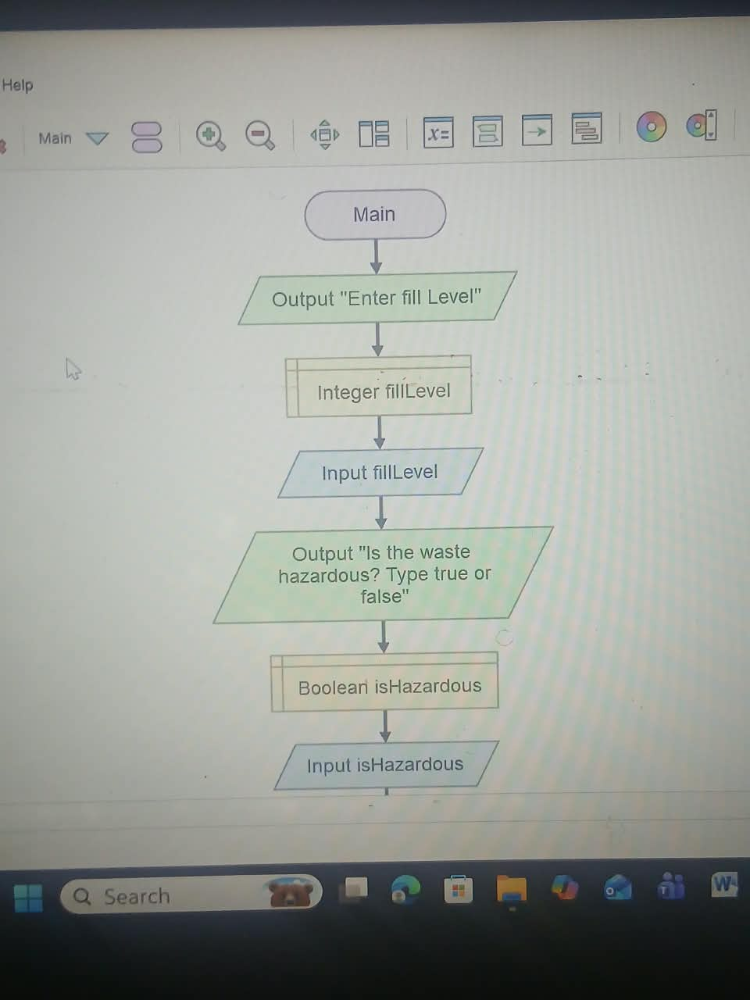 Help
Main
x=
Main
Output "Enter fill Level"
Integer fillLevel
Input fillLevel
Output "Is the waste
hazardous? Type true or
false"
Boolean isHazardous
Input isHazardous
Search